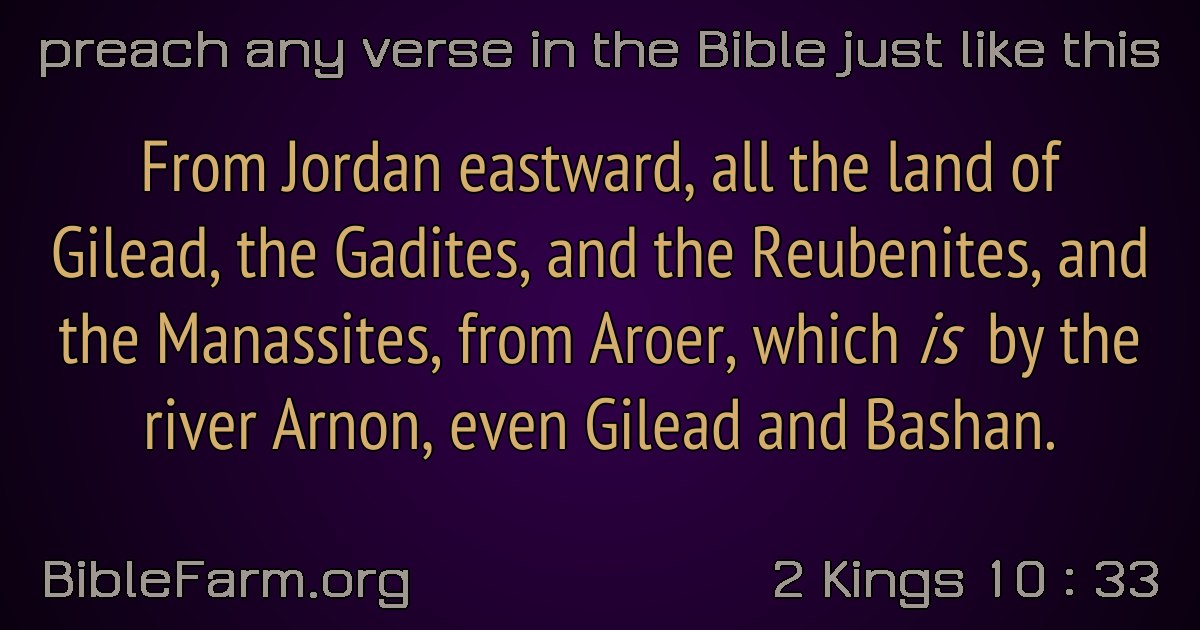 preach any verse in the Bible just like this
From Jordan eastward, all the land of
Gilead, the Gadites, and the Reubenites, and
the Manassites, from Aroer, which is by the
river Arnon, even Gilead and Bashan.
BibleFarm.org
2 Kings 10 : 33